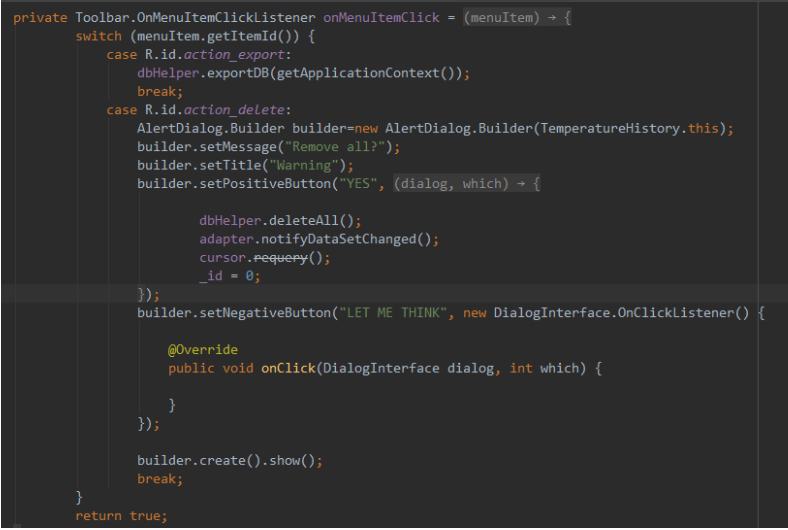 private Toolbar.OnMenuItemClickListener onMenuItemClick = (menuItem) → {
switch (menuItem.getItemId()) {
case R.id.action_export:
dbHelper.exportDB(getApplicationContext());
break;
case R.id.action_delete:
AlertDialog.Builder builder=new AlertDialog.Builder(TemperatureHistory.this);
builder.setMessage("Remove all?");
builder.setTitle("Warning");
builder.setPositiveButton("YES", (dialog, which) → {
dbHelper.deleteAll();
adapter.notifyDataSetChanged();
cursor.requery();
_id = 0;
});
builder.setNegativeButton("LET ME THINK", new DialogInterface.OnClickListener() {
@Override
public void onClick(DialogInterface dialog, int which) {
}
});
builder.create().show();
break;
}
return true;